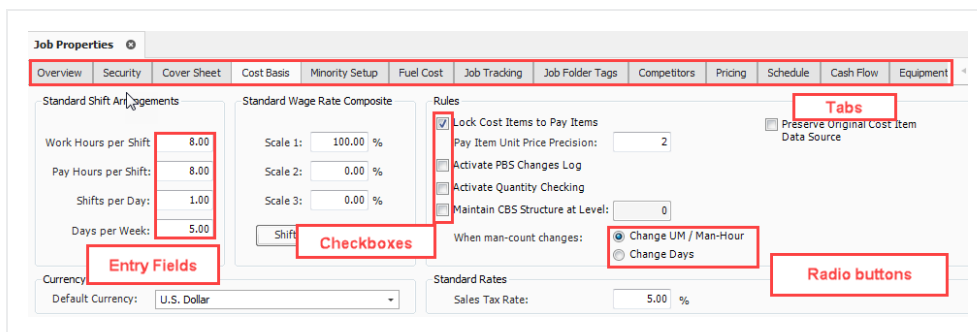 Job Properties
Overview Security Cover Sheet Cost Basis Minority Setup Fuel Cost Job Tracking Job Folder Tags Competitors Pricing Schedule Cash Flow Equipment
Tabs
Standard Shift Arrangements
Work Hours per Shift 8.00
Pay Hours per Shift: 8.00
Shifts per Day: 1.00
Days per Week: 5.00
Entry Fields
Standard Wage Rate Composite
Scale 1: 100.00 %
Scale 2: 0.00 %
Scale 3: 0.00 %
Shift
Checkboxes
Rules
Lock Cost Items to Pay Items
Pay Item Unit Price Precision: 2
Activate PBS Changes Log
Activate Quantity Checking
Maintain CBS Structure at Level: 0
When man-count changes: Change UM / Man-Hour
Change Days
Preserve Original Cost Item
Data Source
Radio buttons
Currency
Default Currency: U.S. Dollar
Standard Rates
Sales Tax Rate: 5.00 %